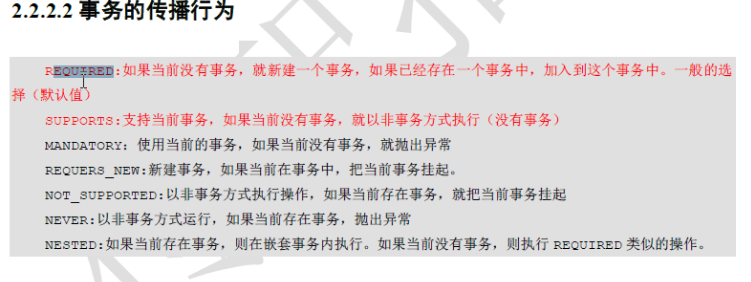 2.2.2.2 事务的传播行为
REQUIRED:如果当前没有事务，就新建一个事务，如果已经存在一个事务中，加入到这个事务中。一般的选
择（默认值）
SUPPORTS:支持当前事务，如果当前没有事务，就以非事务方式执行（没有事务）
MANDATORY: 使用当前的事务，如果当前没有事务，就抛出异常
REQUERS_NEW:新建事务，如果当前在事务中，把当前事务挂起。
NOT_SUPPORTED:以非事务方式执行操作，如果当前存在事务，就把当前事务挂起
NEVER:以非事务方式运行，如果当前存在事务，抛出异常
NESTED:如果当前存在事务，则在嵌套事务内执行。如果当前没有事务，则执行 REQUIRED 类似的操作。